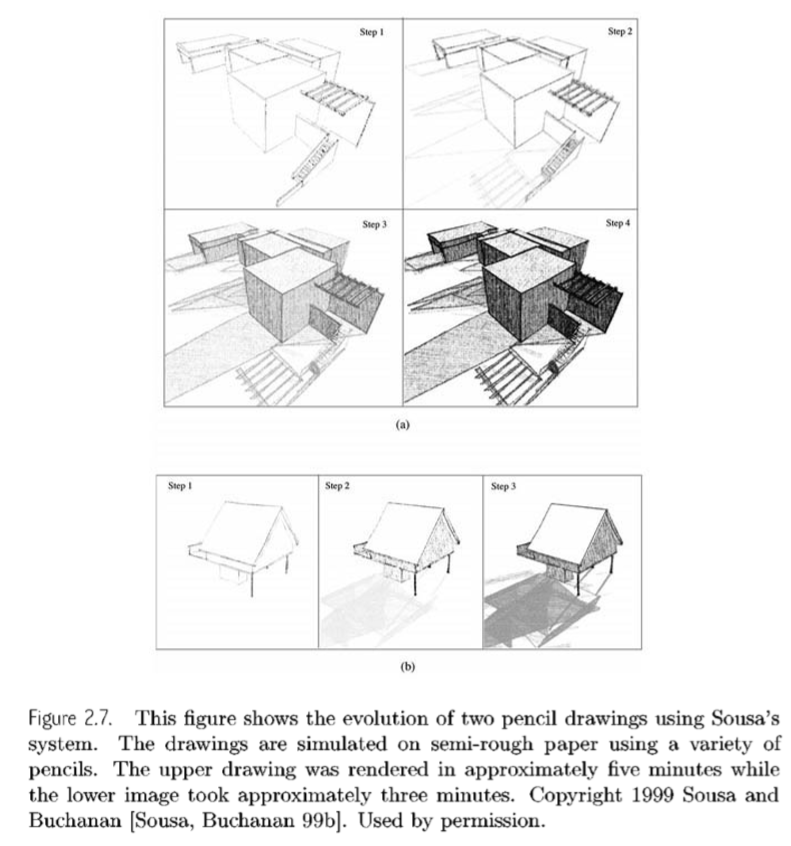 Step 1
Step 2
Step 3
Step 4
(a)
Step 1
Step 2
Step 3
(b)
Figure 2.7. This figure shows the evolution of two pencil drawings using Sousa's
system. The drawings are simulated on semi-rough paper using a variety of
pencils. The upper drawing was rendered in approximately five minutes while
the lower image took approximately three minutes. Copyright 1999 Sousa and
Buchanan [Sousa, Buchanan 99b]. Used by permission.